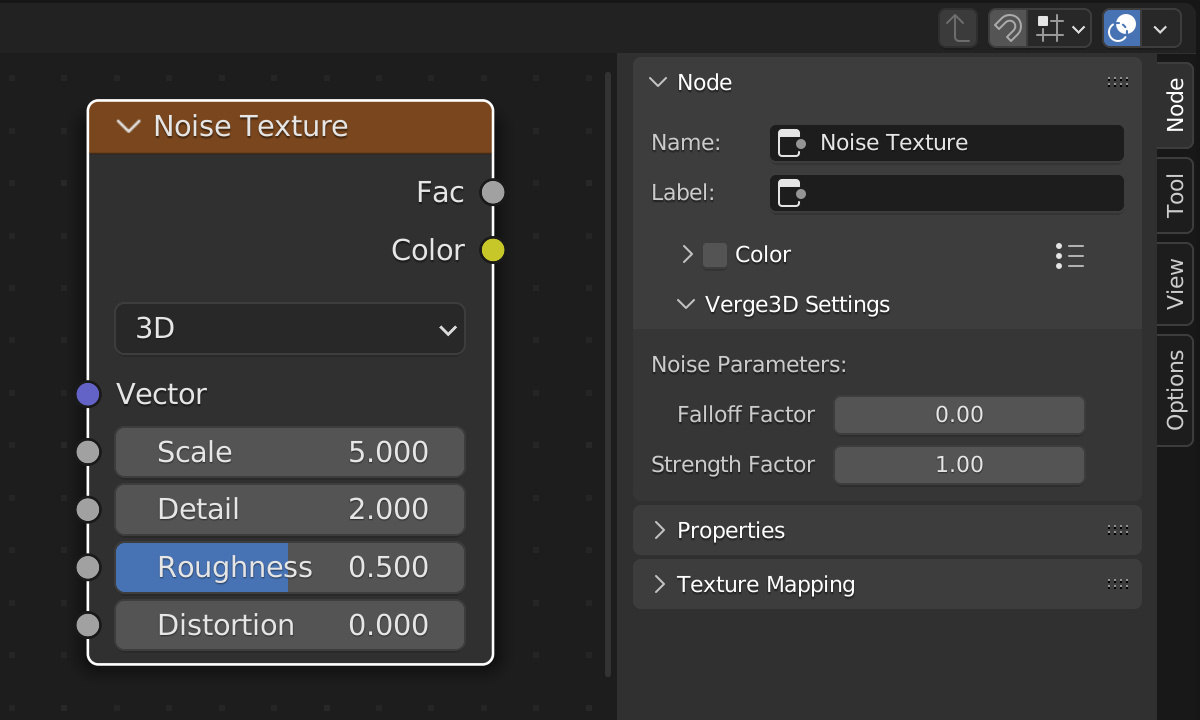 Noise Texture
Fac
Color
3D
Vector
Scale 5.000
Detail 2.000
Roughness 0.500
Distortion 0.000
Node
Name: Noise Texture
Label:
Color
Verge3D Settings
Noise Parameters:
Falloff Factor 0.00
Strength Factor 1.00
Properties
Texture Mapping
Node
Tool
View
Options